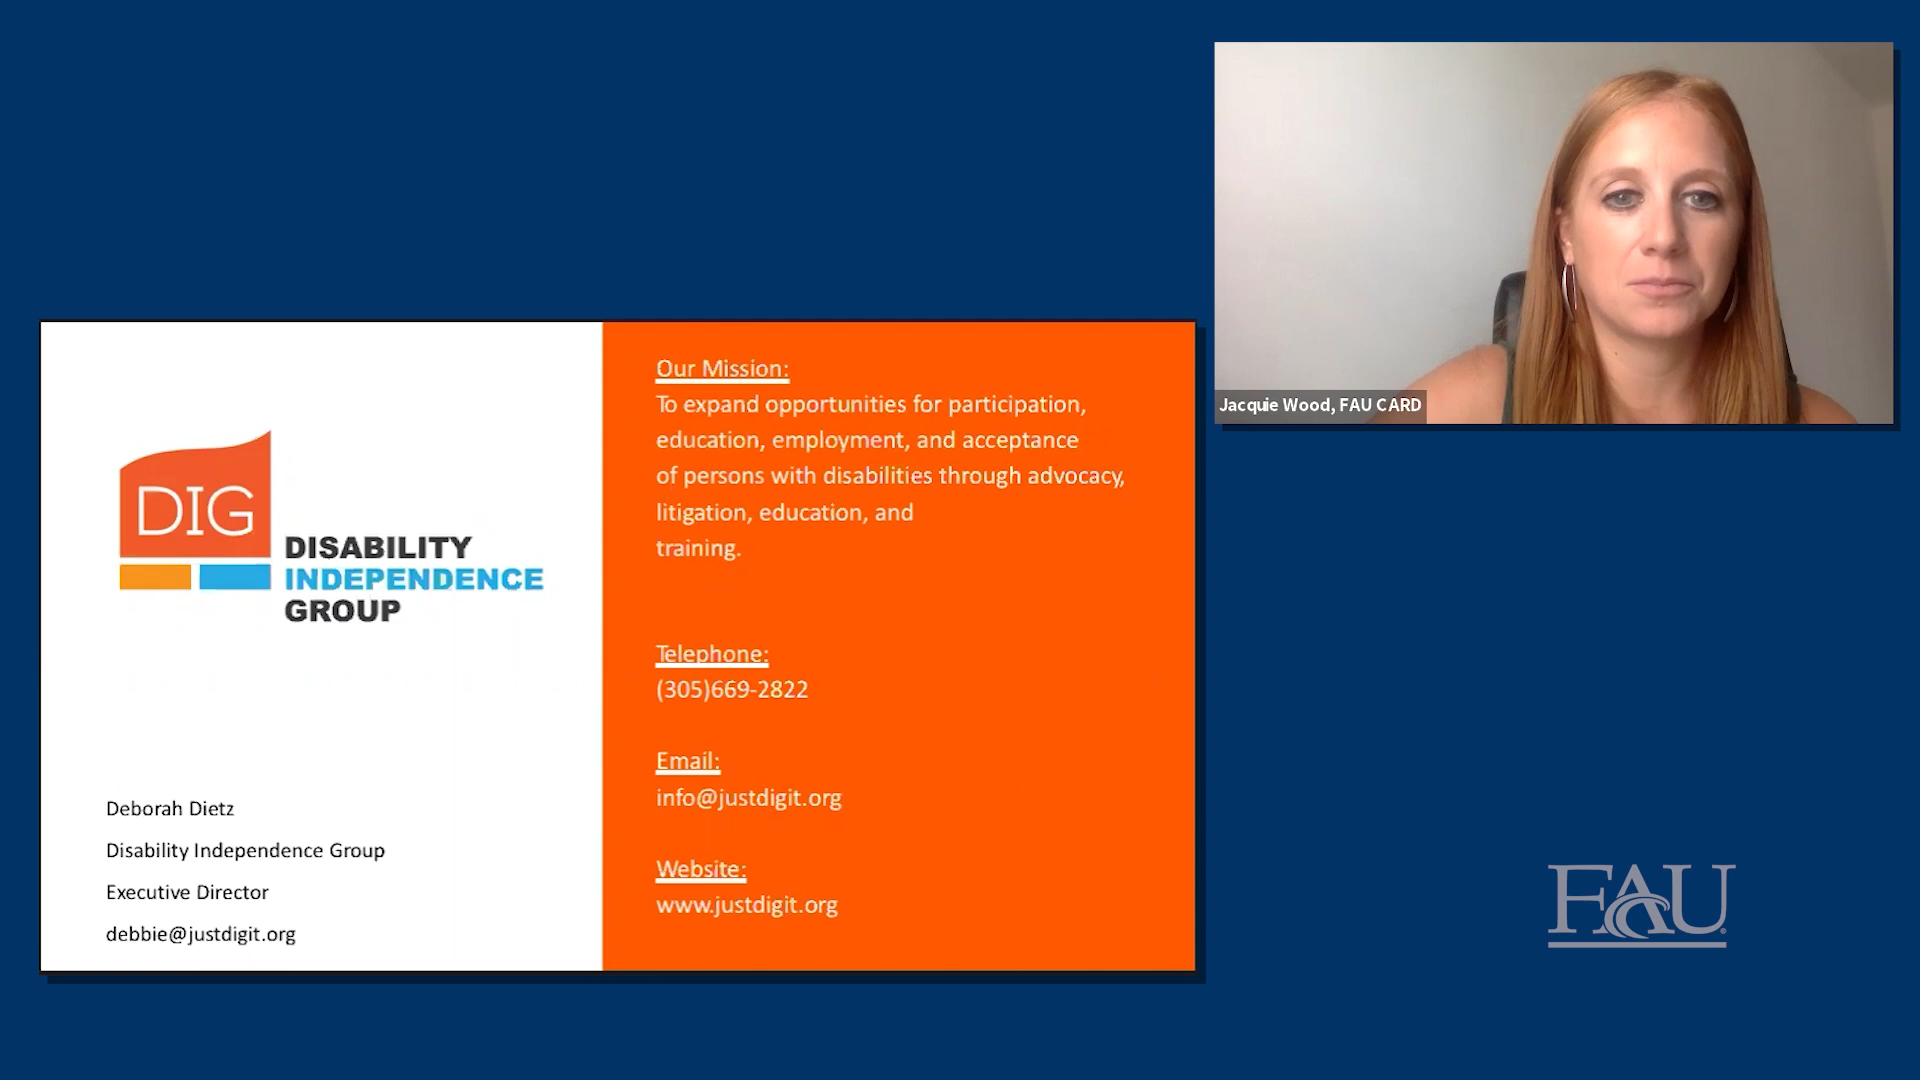 DIG
DISABILITY
INDEPENDENCE
GROUP
Deborah Dietz
Disability Independence Group
Executive Director
debbie@justdigit.org
Our Mission:
To expand opportunities for participation,
education, employment, and acceptance
of persons with disabilities through advocacy,
litigation, education, and
training.
Telephone:
(305)669-2822
Email:
info@justdigit.org
Website:
www.justdigit.org
Jacquie Wood, FAU CARD
FAU